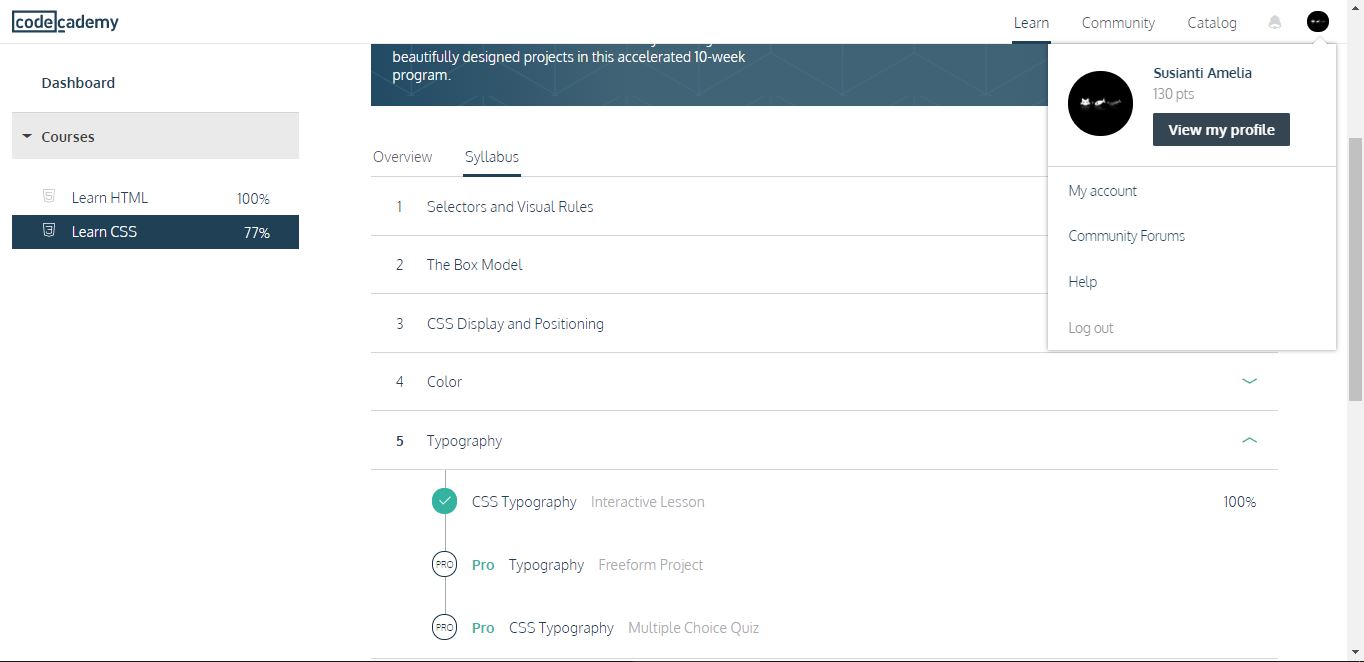 codecademy
Learn
Community
Catalog
Dashboard
Courses
Learn HTML 100%
Learn CSS 77%
beautifully designed projects in this accelerated 10-week
program.
Overview
Syllabus
1 Selectors and Visual Rules
2 The Box Model
3 CSS Display and Positioning
4 Color
5 Typography
CSS Typography Interactive Lesson 100%
PRO Pro Typography Freeform Project
PRO Pro CSS Typography Multiple Choice Quiz
Susianti Amelia
130 pts
View my profile
My account
Community Forums
Help
Log out